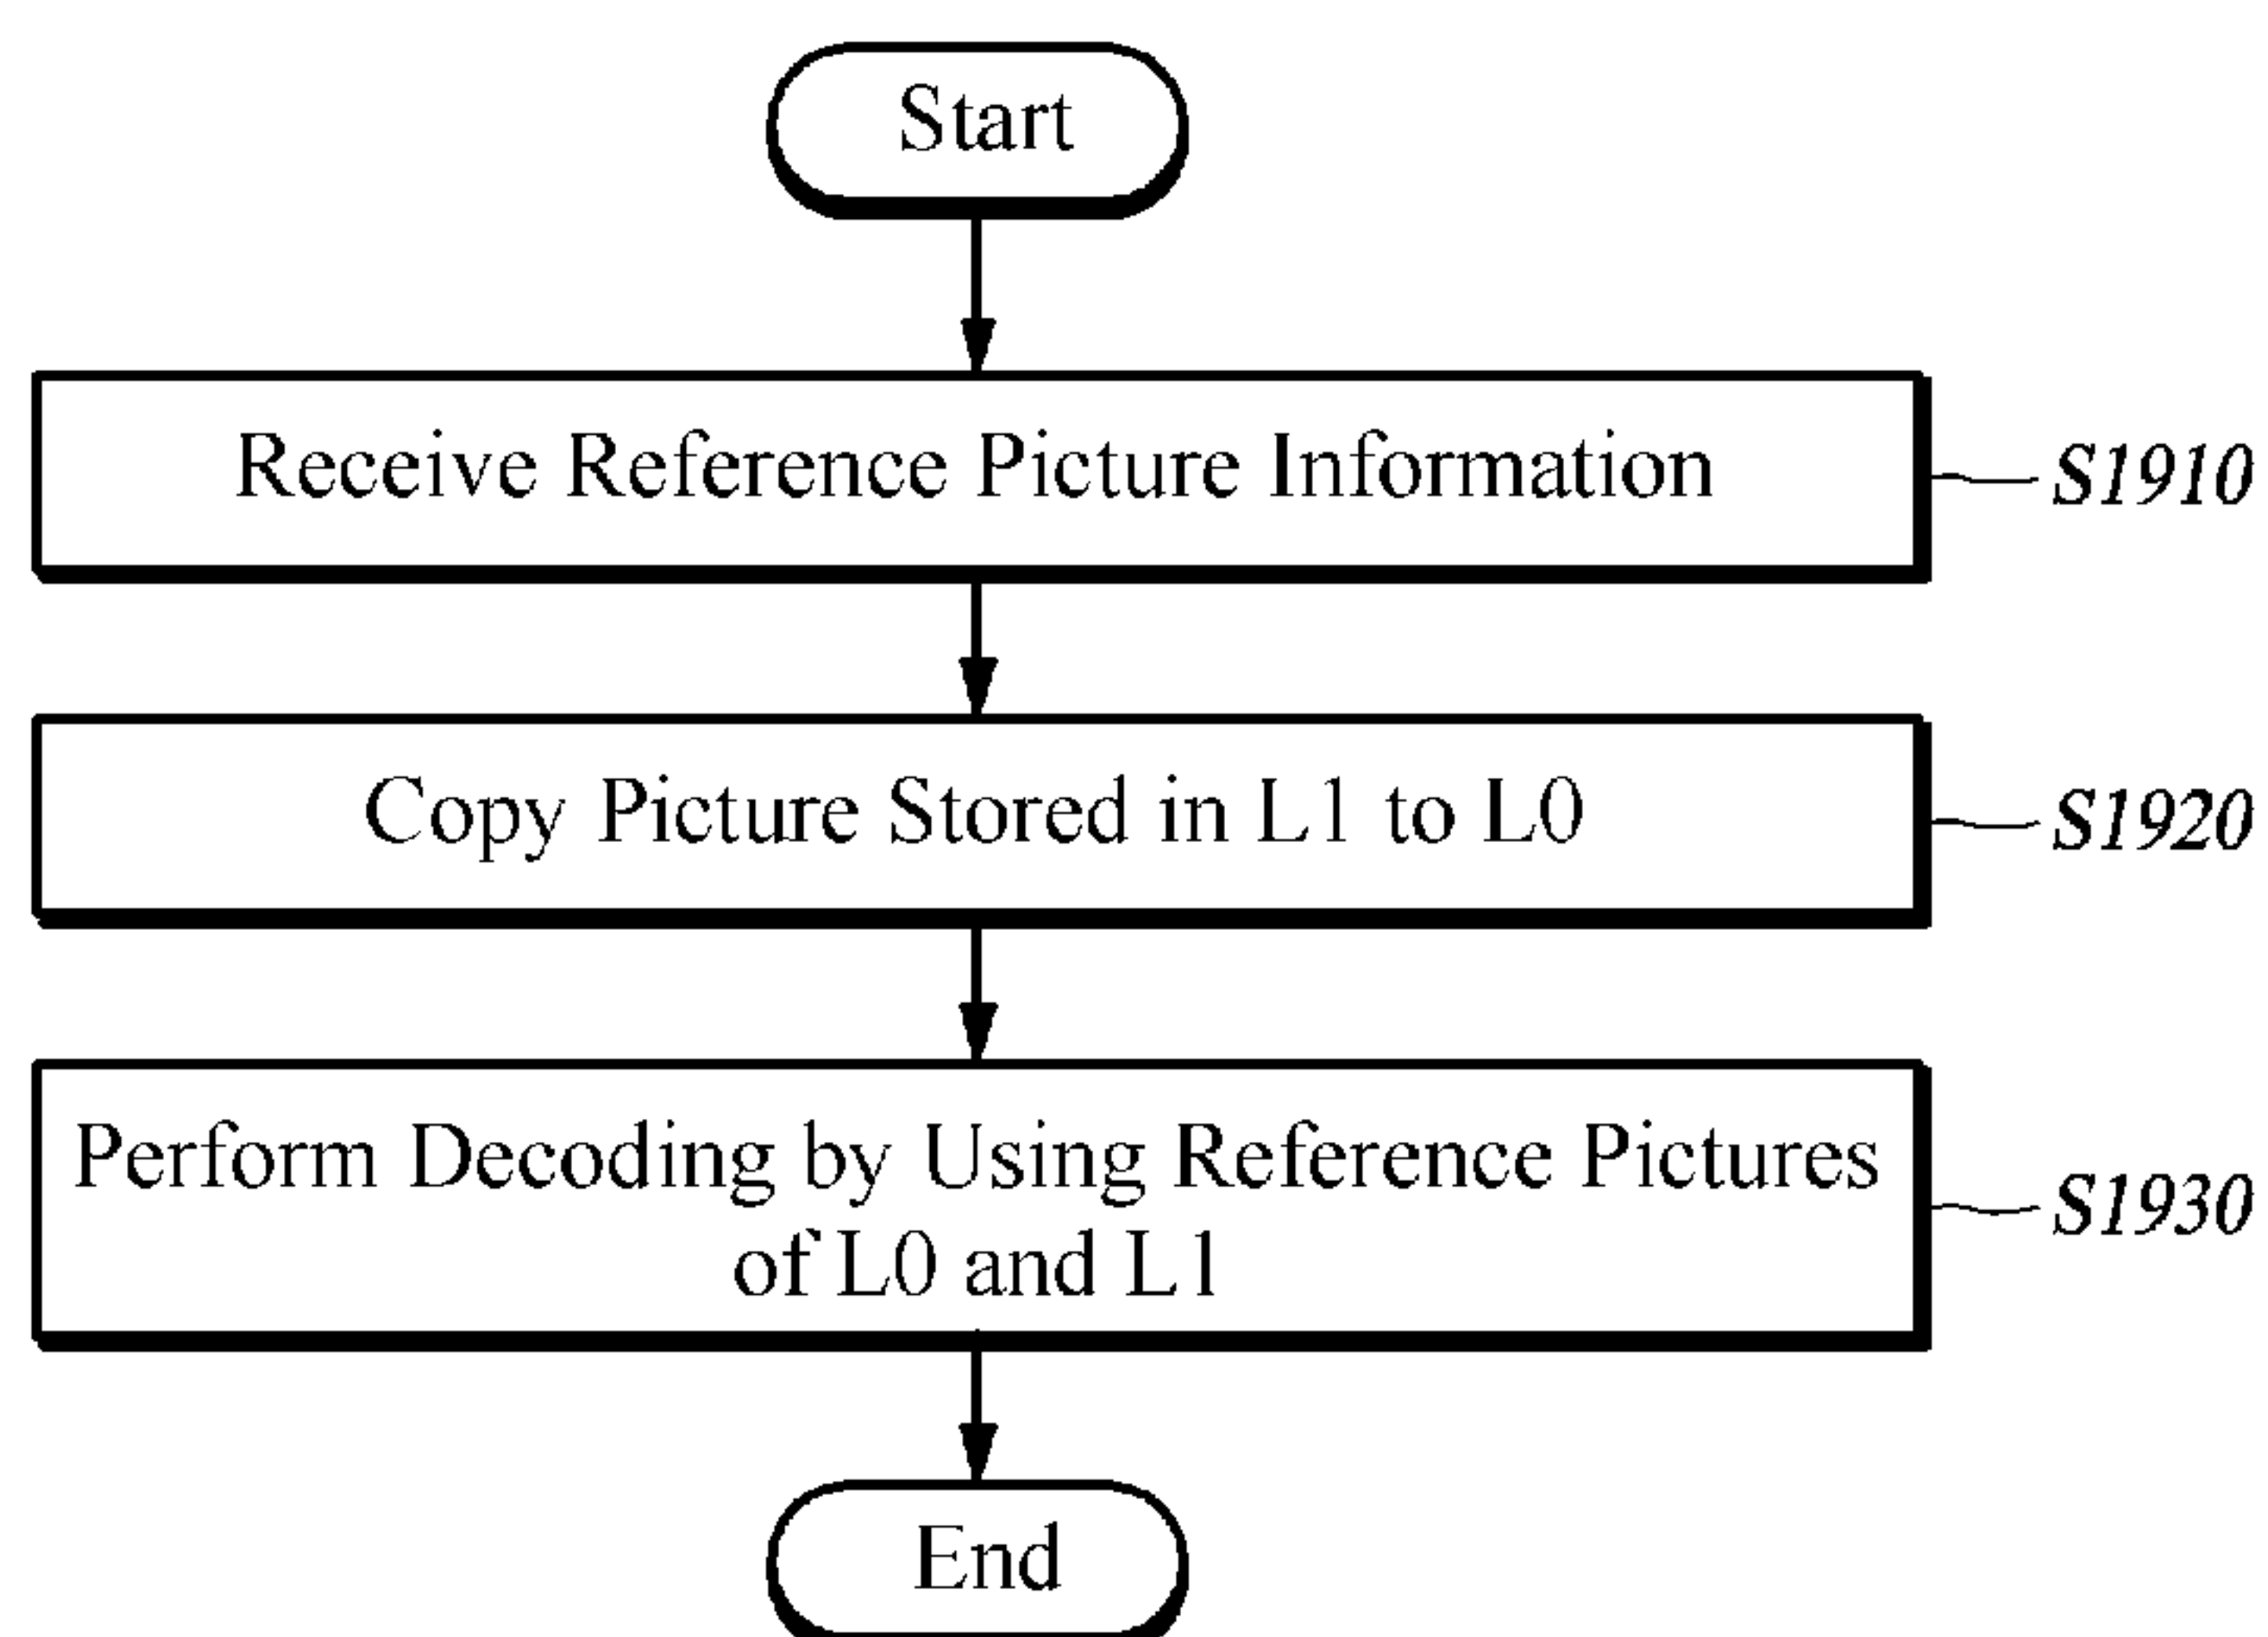 Start
Receive Reference Picture Information
S1910
Copy Picture Stored in L1 to L0
S1920
Perform Decoding by Using Reference Pictures
of L0 and L1
S1930
End